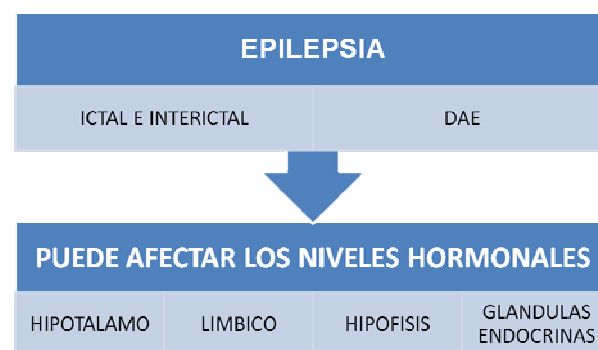 EPILEPSIA
ICTAL E INTERICTAL
DAE
PUEDE AFECTAR LOS NIVELES HORMONALES
HIPOTALAMO
LIMBICO
HIPOFISIS
GLANDULAS
ENDOCRINAS